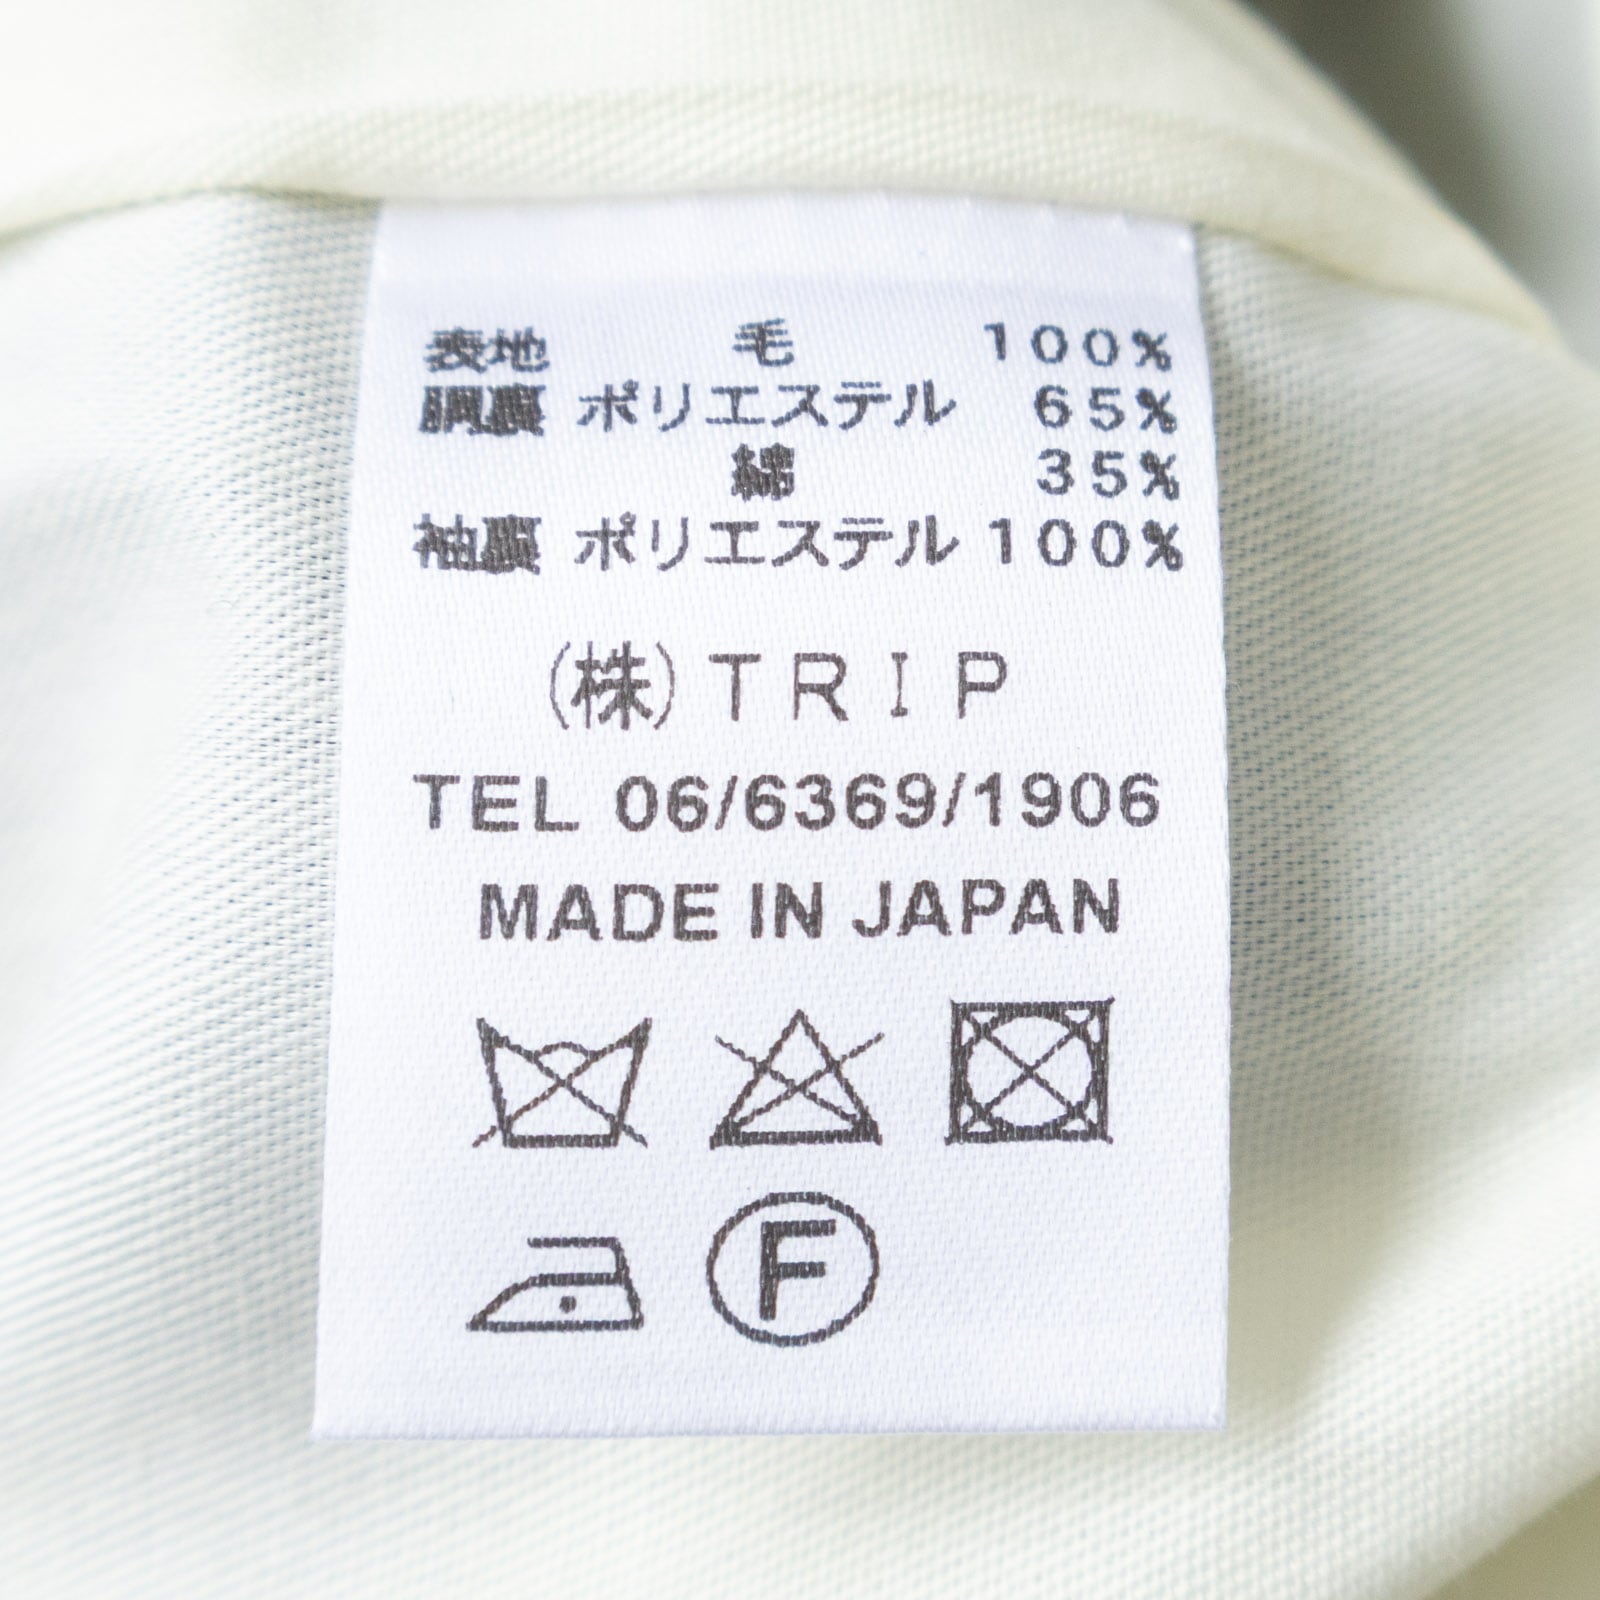 表地 毛 100%
胴裏 ポリエステル 65%
綿 35%
袖裏 ポリエステル 100%
(株)TRIP
TEL 06/6369/1906
MADE IN JAPAN
F